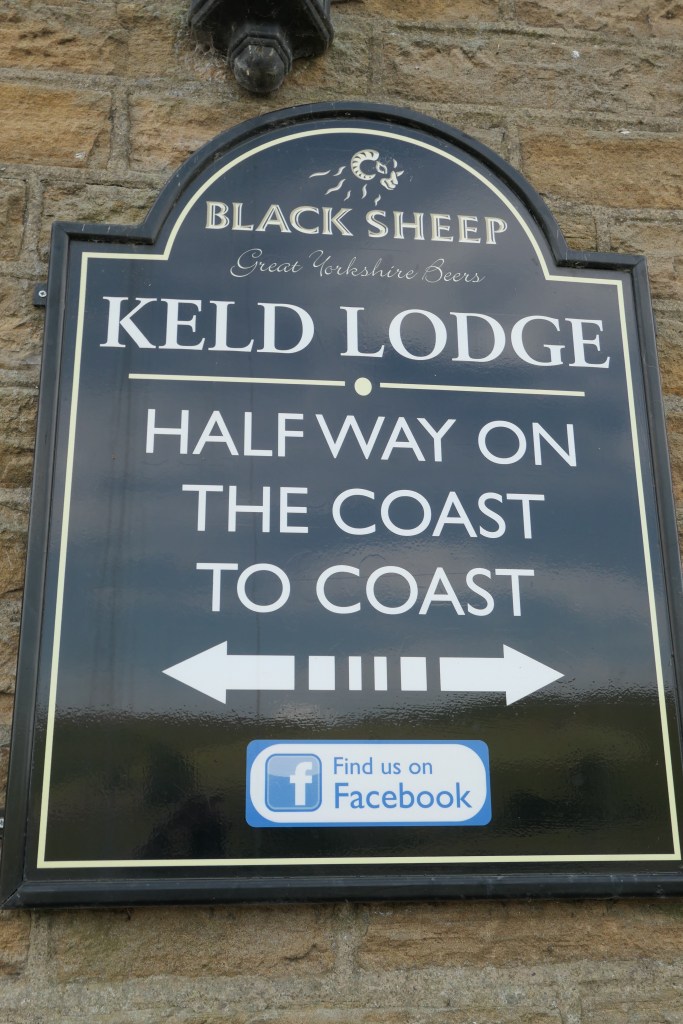 BLACK SHEEP
Great Yorkshire Beers
KELD LODGE
HALF WAY ON
THE COAST
TO COAST
f
Find us on
Facebook